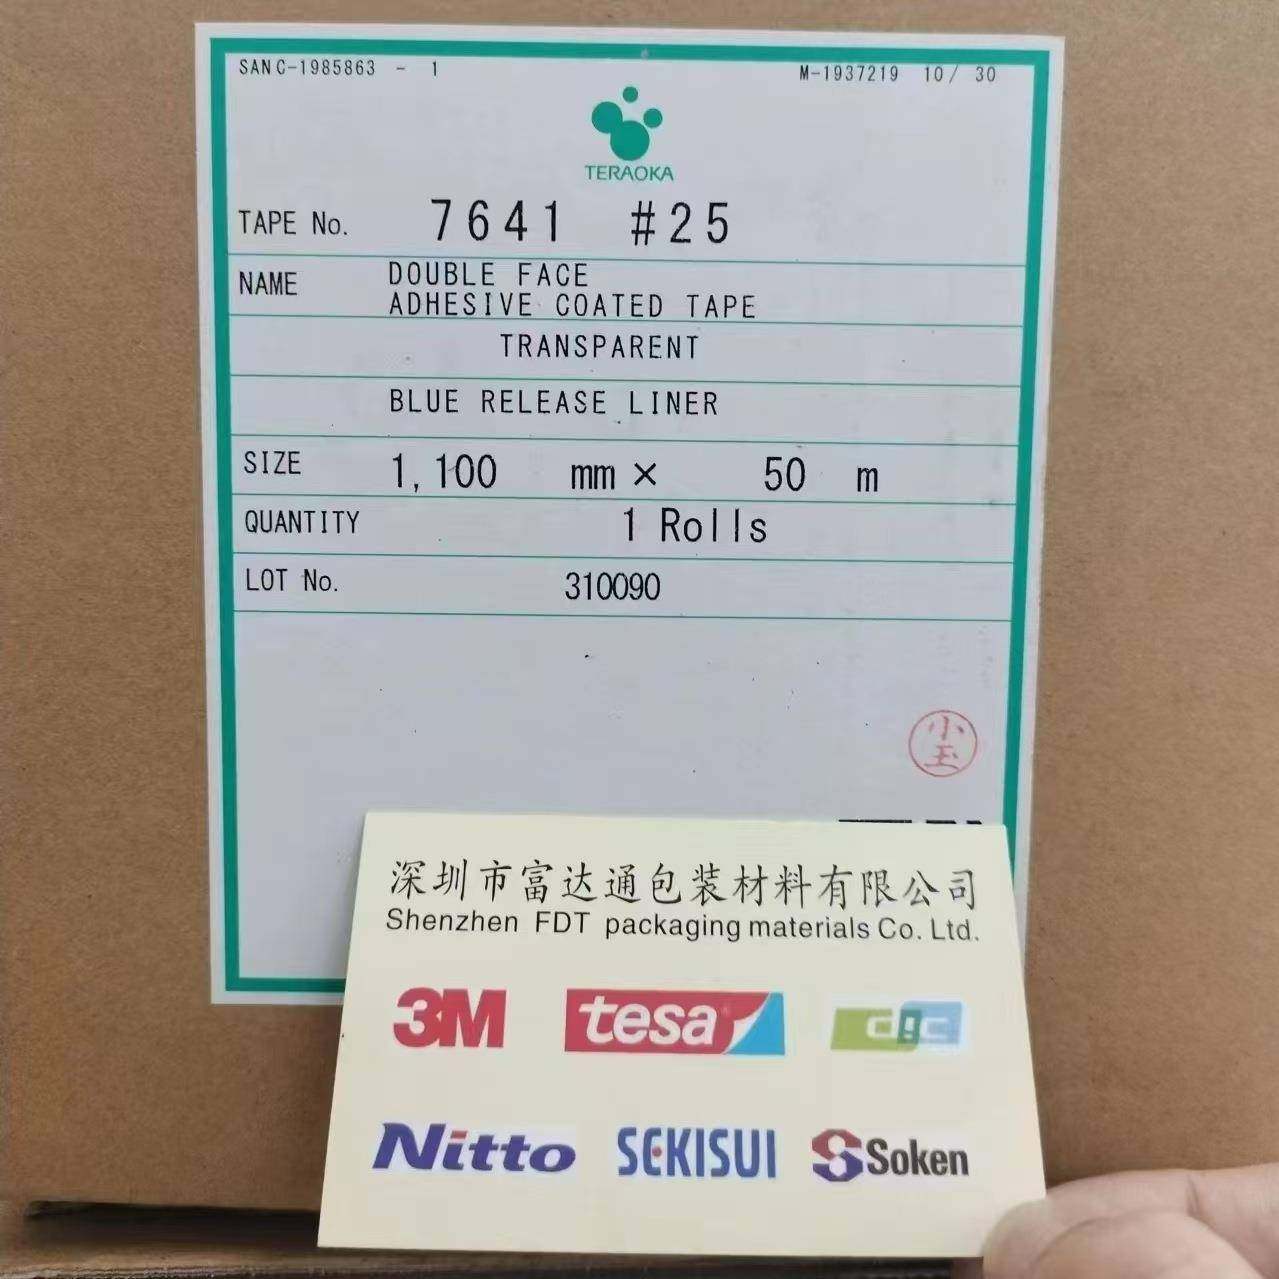 SANC-1985863 - 1 M-1937219 10/ 30
TERAOKA
TAPE No. 7641 #25
NAME DOUBLE FACE
ADHESIVE COATED TAPE
TRANSPARENT
BLUE RELEASE LINER
SIZE 1,100 mm × 50 m
QUANTITY 1 Rolls
LOT No. 310090
小玉
深圳市富达通包装材料有限公司
Shenzhen FDT packaging materials Co. Ltd.
3M tesa dic
Nitto SEKISUI Soken